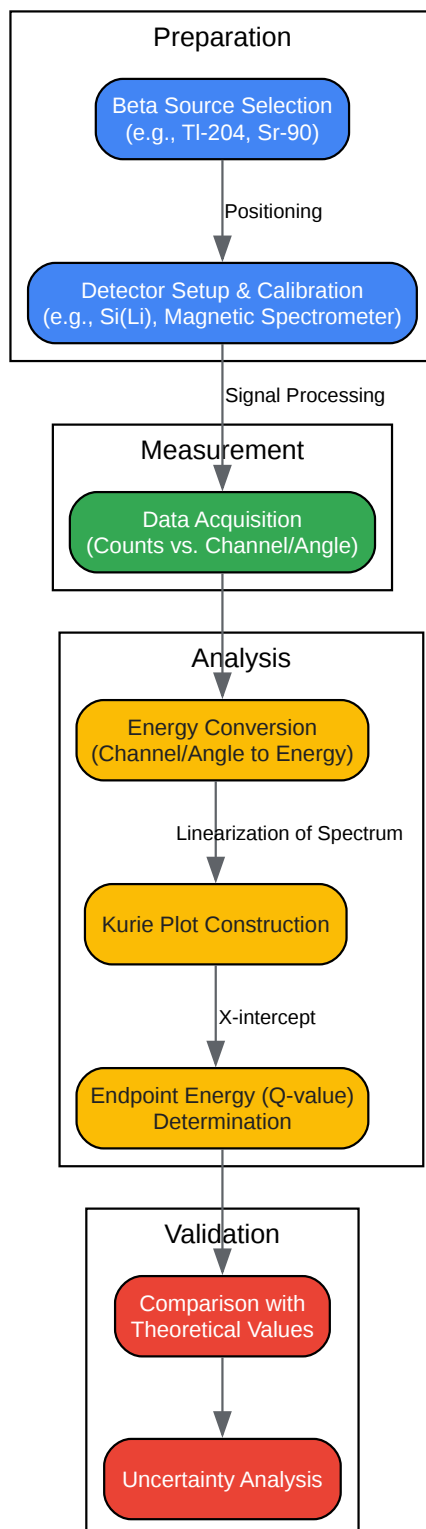 Preparation
Beta Source Selection
(e.g., Tl-204, Sr-90)
Positioning
Detector Setup & Calibration
(e.g., Si(Li), Magnetic Spectrometer)
Signal Processing
Measurement
Data Acquisition
(Counts vs. Channel/Angle)
Analysis
Energy Conversion
(Channel/Angle to Energy)
Linearization of Spectrum
Kurie Plot Construction
X-intercept
Endpoint Energy (Q-value)
Determination
Validation
Comparison with
Theoretical Values
Uncertainty Analysis